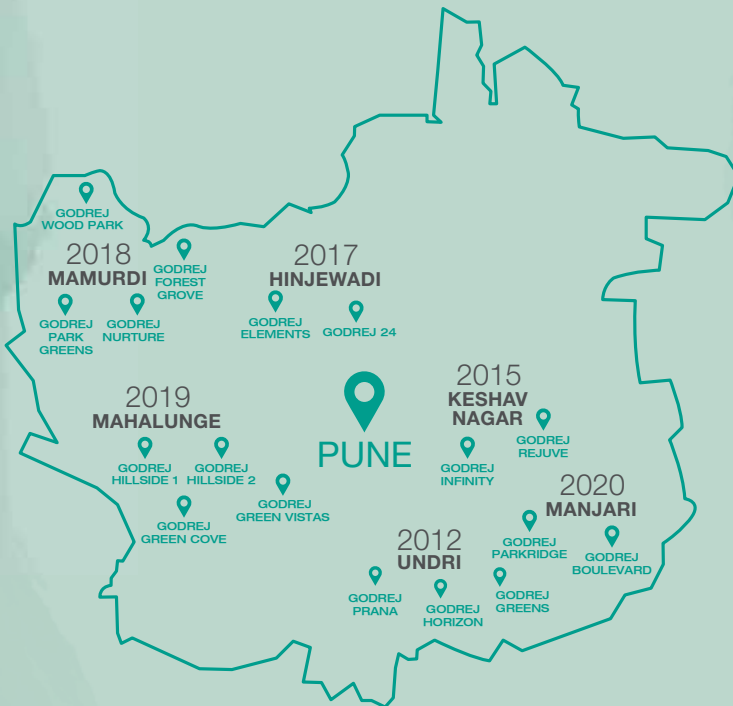 GODREJ
WOOD PARK
2018
MAMURDI
GODREJ
FOREST
GROVE
GODREJ
PARK
GREENS
GODREJ
NURTURE
2017
HINJEWADI
GODREJ
ELEMENTS
GODREJ 24
2019
MAHALUNGE
GODREJ
HILLSIDE 1
GODREJ
HILLSIDE 2
GODREJ
GREEN COVE
GODREJ
GREEN VISTAS
PUNE
2015
KESHAV
NAGAR
GODREJ
REJUVE
GODREJ
INFINITY
2020
MANJARI
GODREJ
PARKRIDGE
GODREJ
BOULEVARD
2012
UNDRI
GODREJ
PRANA
GODREJ
HORIZON
GODREJ
GREENS